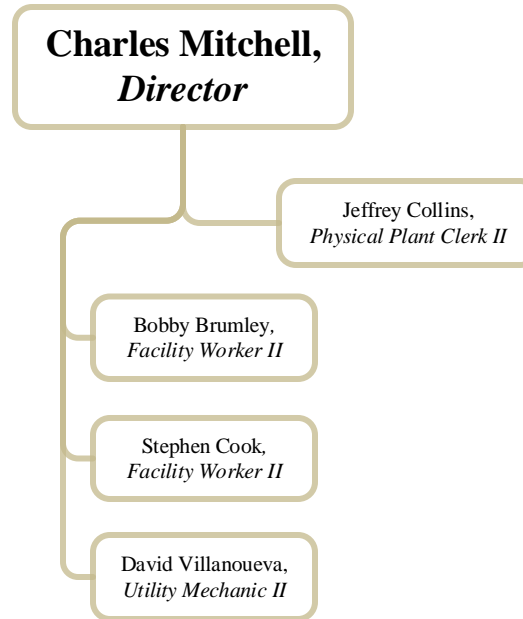 Charles Mitchell,
Director
Jeffrey Collins,
Physical Plant Clerk II
Bobby Brumley,
Facility Worker II
Stephen Cook,
Facility Worker II
David Villanoueva,
Utility Mechanic II